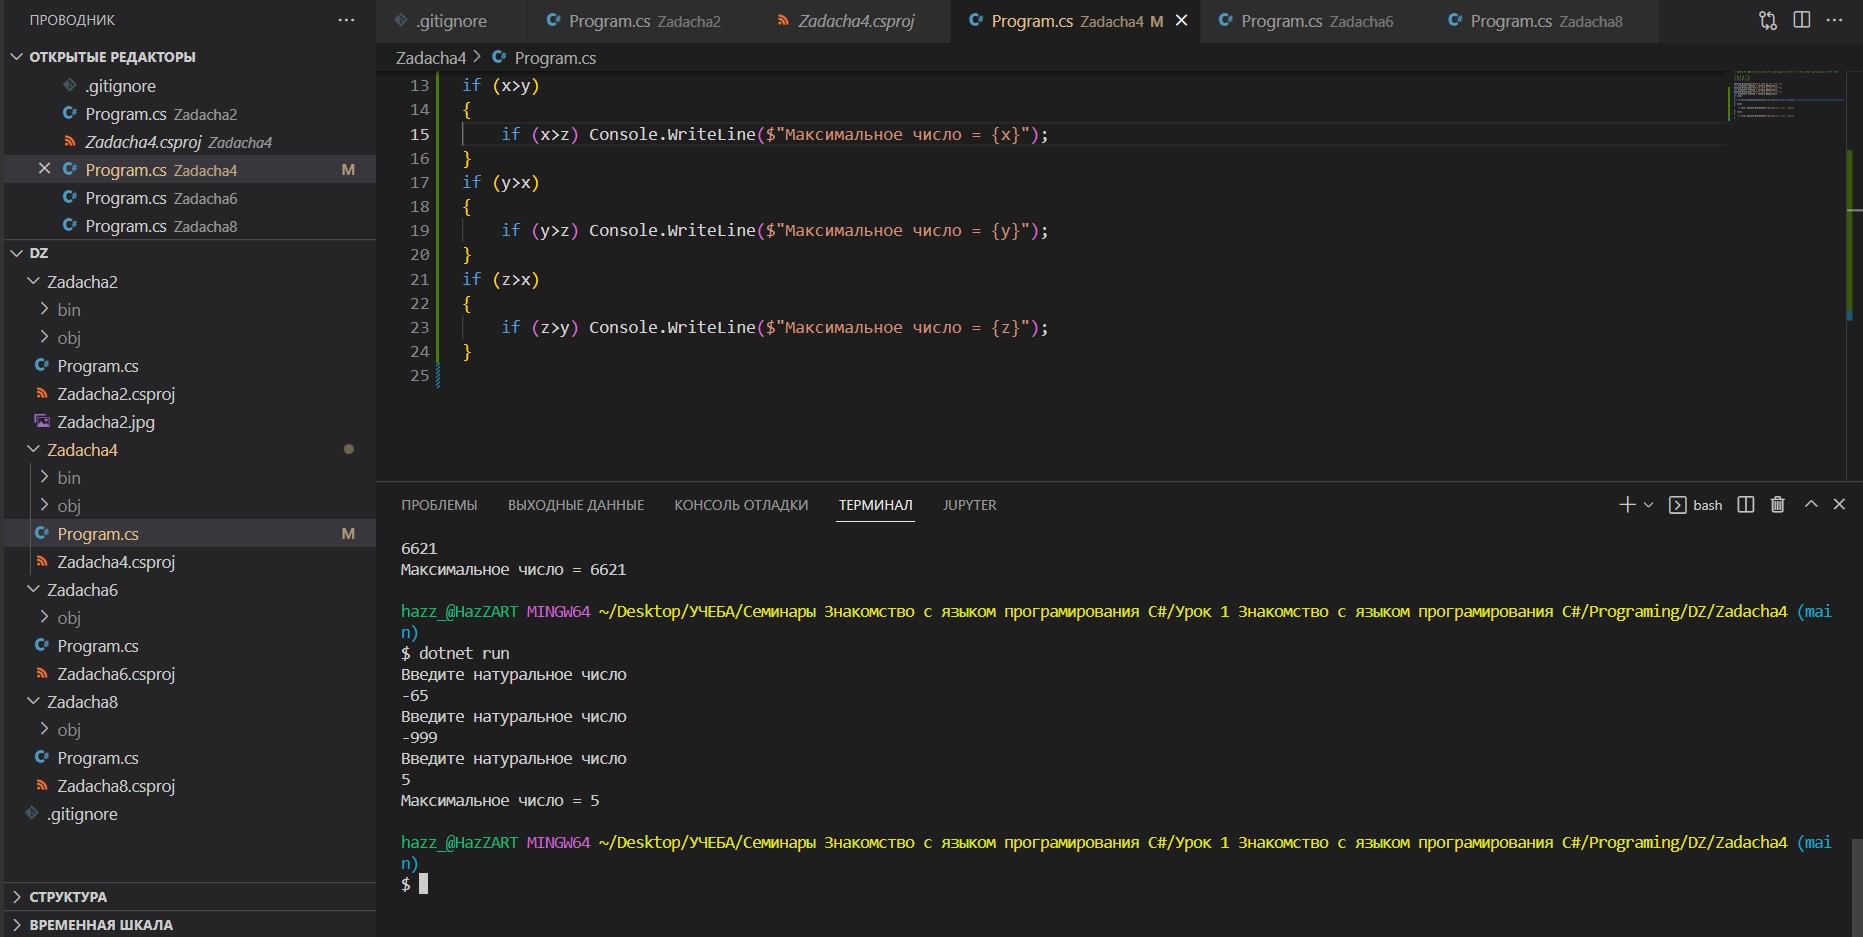 ПРОВОДНИК
ОТКРЫТЫЕ РЕДАКТОРЫ
.gitignore
Program.cs Zadacha2
Zadacha4.csproj Zadacha4
Program.cs Zadacha4 M
Program.cs Zadacha6
Program.cs Zadacha8
DZ
Zadacha2
bin
obj
Program.cs
Zadacha2.csproj
Zadacha2.jpg
Zadacha4
bin
obj
Program.cs M
Zadacha4.csproj
Zadacha6
obj
Program.cs
Zadacha6.csproj
Zadacha8
obj
Program.cs
Zadacha8.csproj
.gitignore
СТРУКТУРА
ВРЕМЕННАЯ ШКАЛА
.gitignore Program.cs Zadacha2 Zadacha4.csproj Program.cs Zadacha4 M Program.cs Zadacha6 Program.cs Zadacha8
Zadacha4 > Program.cs
13 if (x>y)
14 {
15 if (x>z) Console.WriteLine($"Максимальное число = {x}");
16 }
17 if (y>x)
18 {
19 if (y>z) Console.WriteLine($"Максимальное число = {y}");
20 }
21 if (z>x)
22 {
23 if (z>y) Console.WriteLine($"Максимальное число = {z}");
24 }
25
ПРОБЛЕМЫ ВЫХОДНЫЕ ДАННЫЕ КОНСОЛЬ ОТЛАДКИ ТЕРМИНАЛ JUPYTER bash
6621
Максимальное число = 6621
hazz_@HazZART MINGW64 ~/Desktop/УЧЕБА/Семинары Знакомство с языком програмирования C#/Урок 1 Знакомство с языком програмирования C#/Programing/DZ/Zadacha4 (mai
n)
$ dotnet run
Введите натуральное число
-65
Введите натуральное число
-999
Введите натуральное число
5
Максимальное число = 5
hazz_@HazZART MINGW64 ~/Desktop/УЧЕБА/Семинары Знакомство с языком програмирования C#/Урок 1 Знакомство с языком програмирования C#/Programing/DZ/Zadacha4 (mai
n)
$